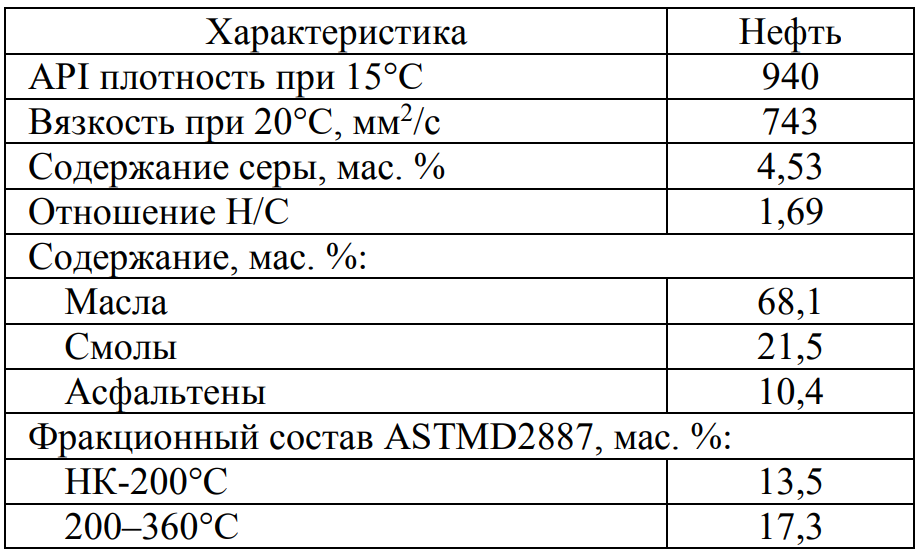 Характеристика Нефть
API плотность при 15°С 940
Вязкость при 20°С, мм²/с 743
Содержание серы, мас. % 4,53
Отношение Н/С 1,69
Содержание, мас. %:
Масла 68,1
Смолы 21,5
Асфальтены 10,4
Фракционный состав ASTMD2887, мас. %:
НК-200°С 13,5
200–360°С 17,3